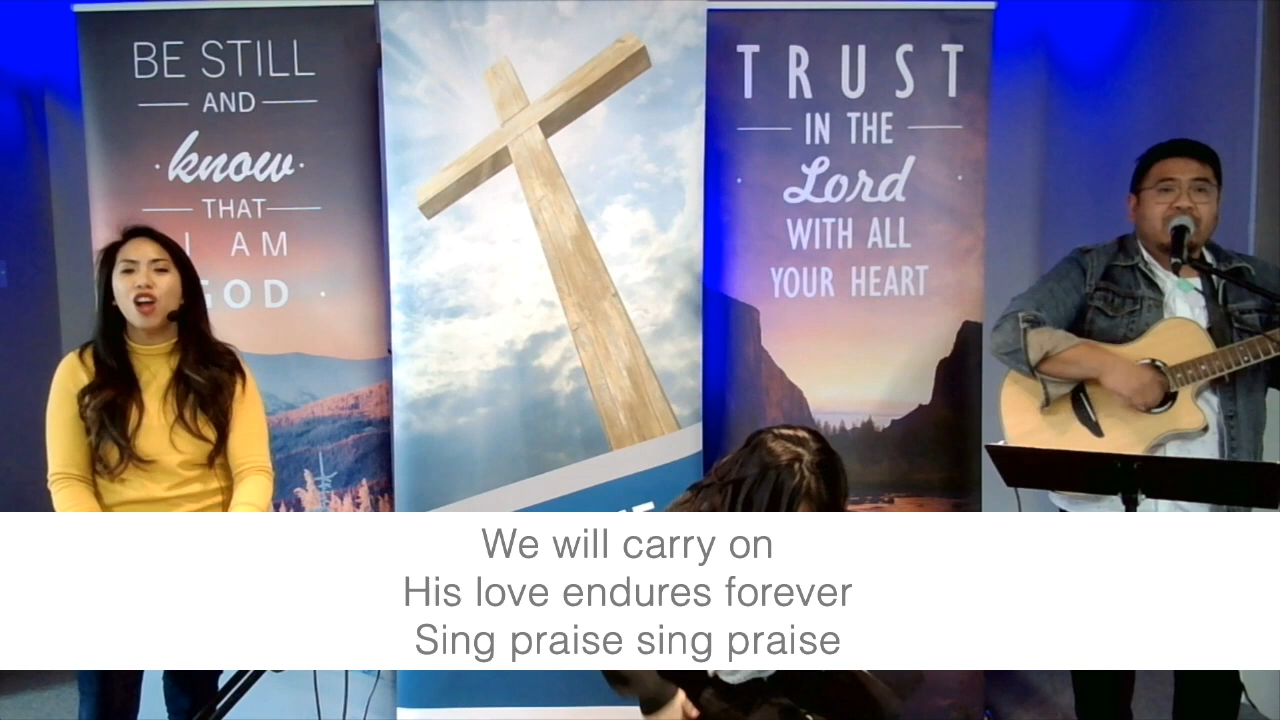 BE STILL
AND
know
THAT
I AM
GOD
TRUST
IN THE
Lord
WITH ALL
YOUR HEART
We will carry on
His love endures forever
Sing praise sing praise